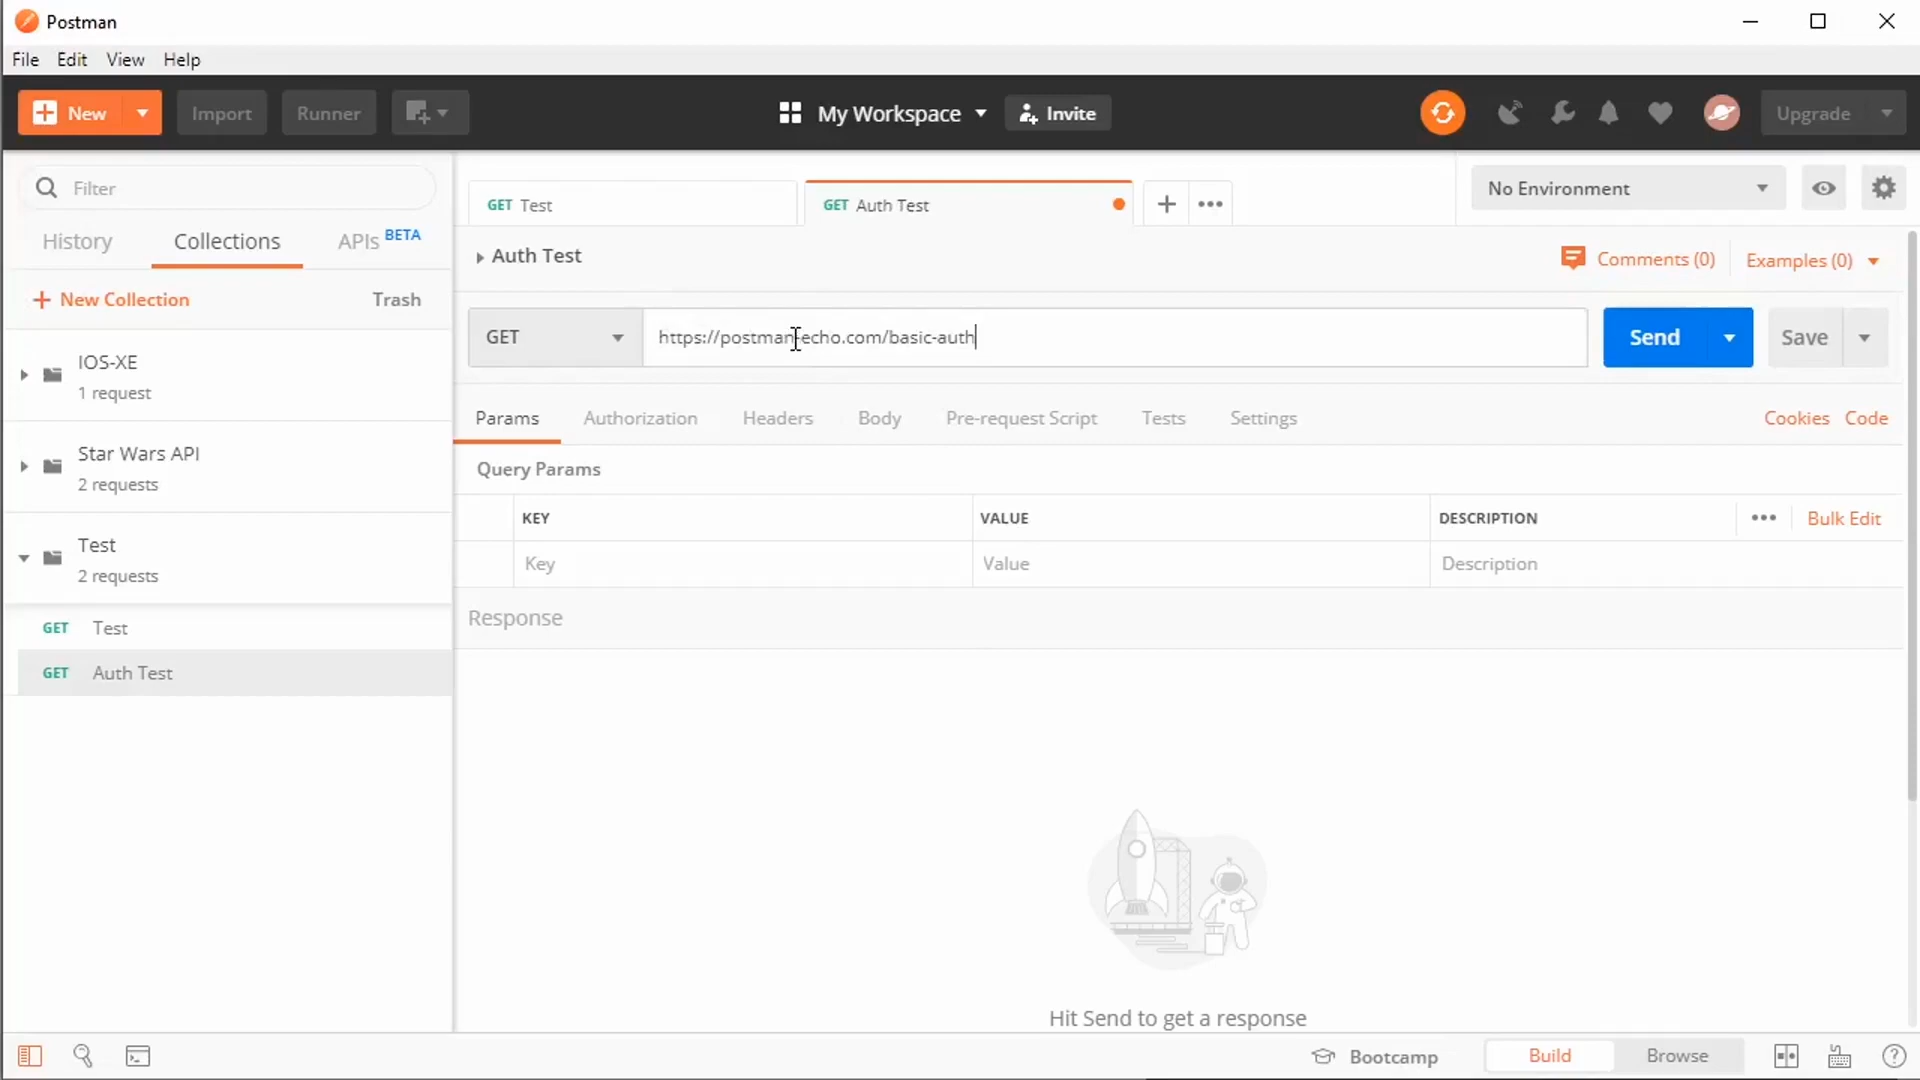 Postman
File Edit View Help
New Import Runner My Workspace Invite Upgrade
Filter
History Collections APIs BETA
New Collection Trash
IOS-XE
1 request
Star Wars API
2 requests
Test
2 requests
GET Test
GET Auth Test
GET Test GET Auth Test No Environment
Auth Test Comments (0) Examples (0)
GET https://postman-echo.com/basic-auth Send Save
Params Authorization Headers Body Pre-request Script Tests Settings Cookies Code
Query Params
KEY VALUE DESCRIPTION Bulk Edit
Key Value Description
Response
Hit Send to get a response
Bootcamp Build Browse